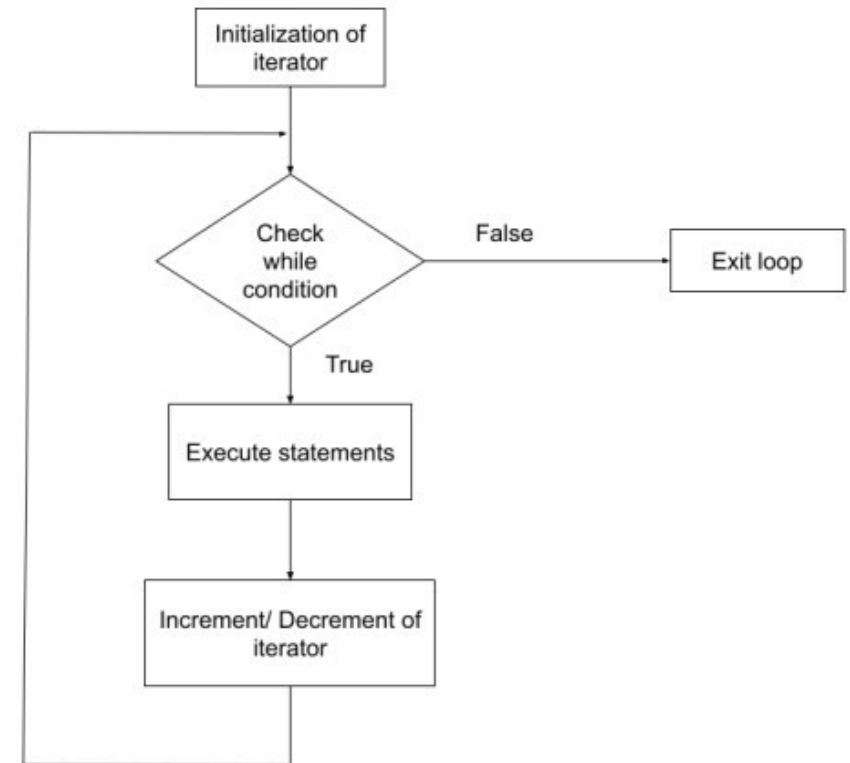 Initialization of
iterator
Check
while
condition
False
Exit loop
True
Execute statements
Increment/ Decrement of
iterator